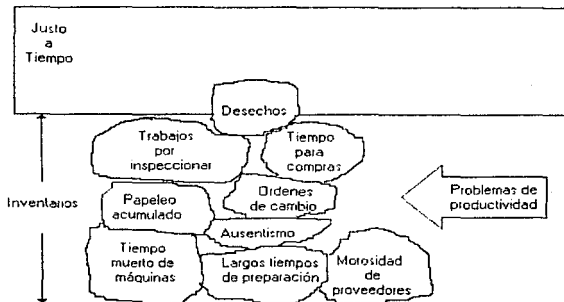 Justo
a
Tiempo
Desechos
Trabajos
por
inspeccionar
Tiempo
para
compras
Inventarios
Papeleo
acumulado
Ordenes
de cambio
Problemas de
productividad
Ausentismo
Tiempo
muerto de
máquinas
Largos tiempos
de preparación
Morosidad
de
proveedores